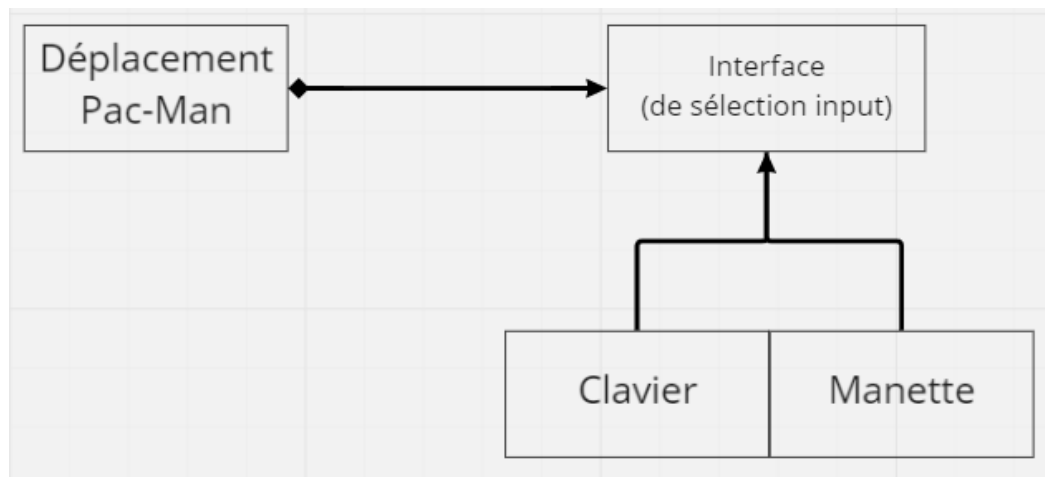 Déplacement
Pac-Man
Interface
(de sélection input)
Clavier
Manette